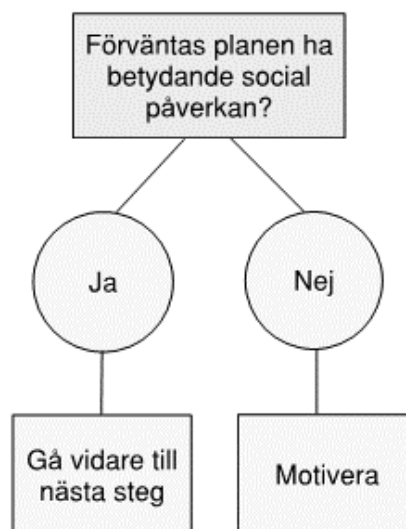 Förväntas planen ha
betydande social
påverkan?
Ja
Nej
Gå vidare till
nästa steg
Motivera